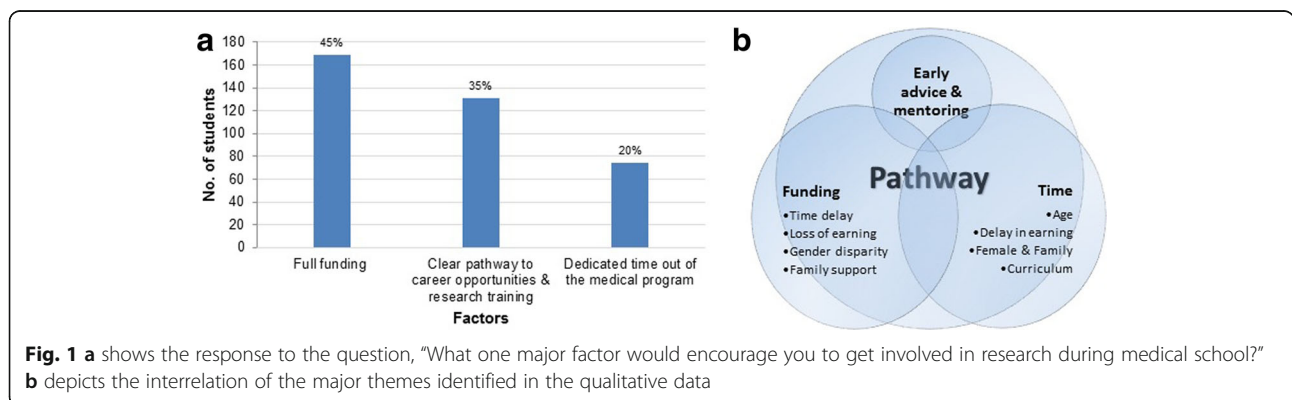 a
180
160
140
120
100
80
60
40
20
0
No. of students
45%
35%
20%
Full funding
Clear pathway to
career opportunities &
research training
Dedicated time out of
the medical program
Factors
b
Early
advice &
mentoring
Pathway
Funding
•Time delay
•Loss of earning
•Gender disparity
•Family support
Time
•Age
•Delay in earning
•Female & Family
•Curriculum
Fig. 1 a shows the response to the question, “What one major factor would encourage you to get involved in research during medical school?”
b depicts the interrelation of the major themes identified in the qualitative data